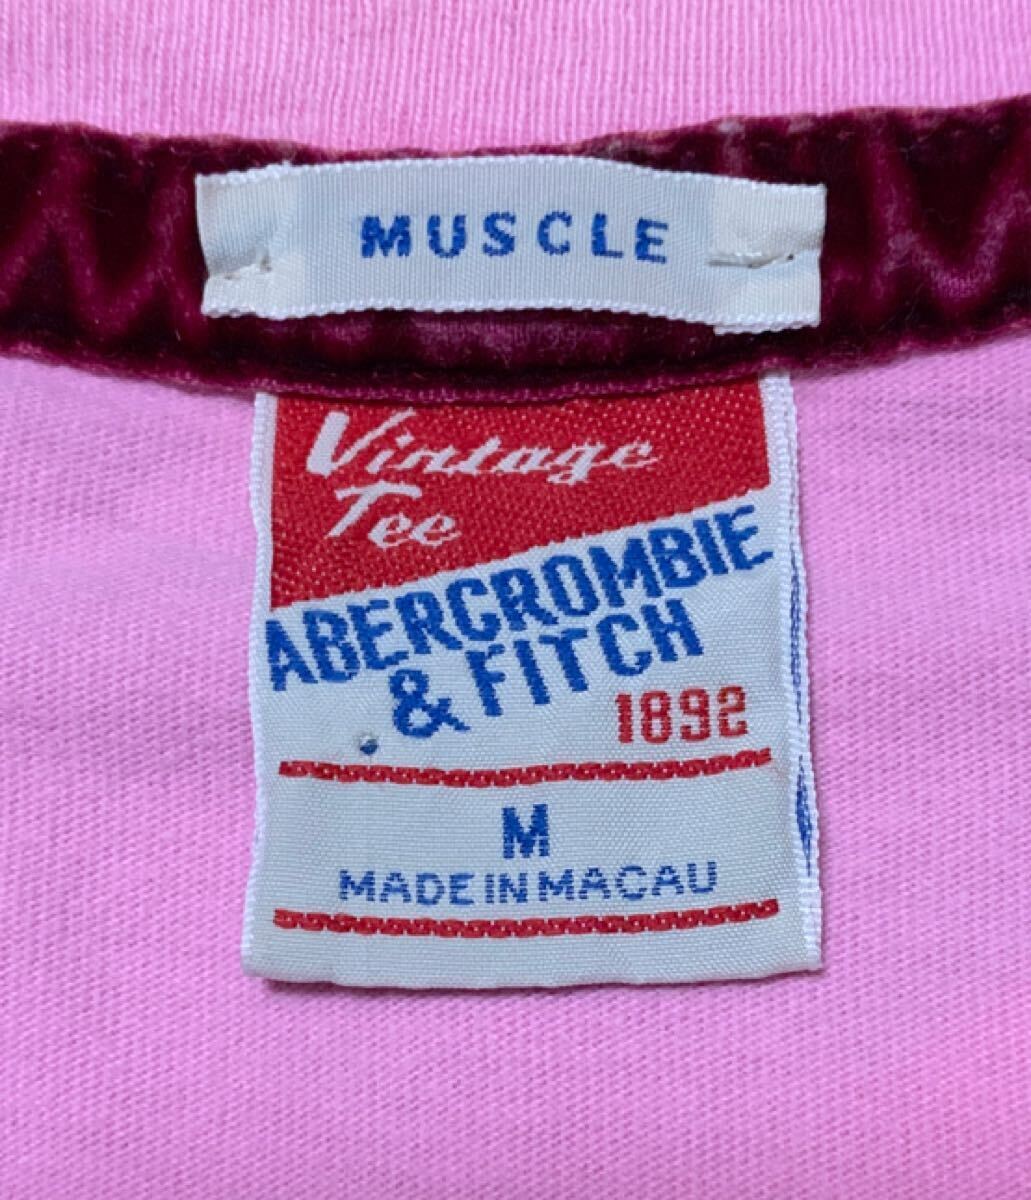 MUSCLE
Vintage
Tee
ABERCROMBIE
& FITCH
1892
M
MADE IN MACAU